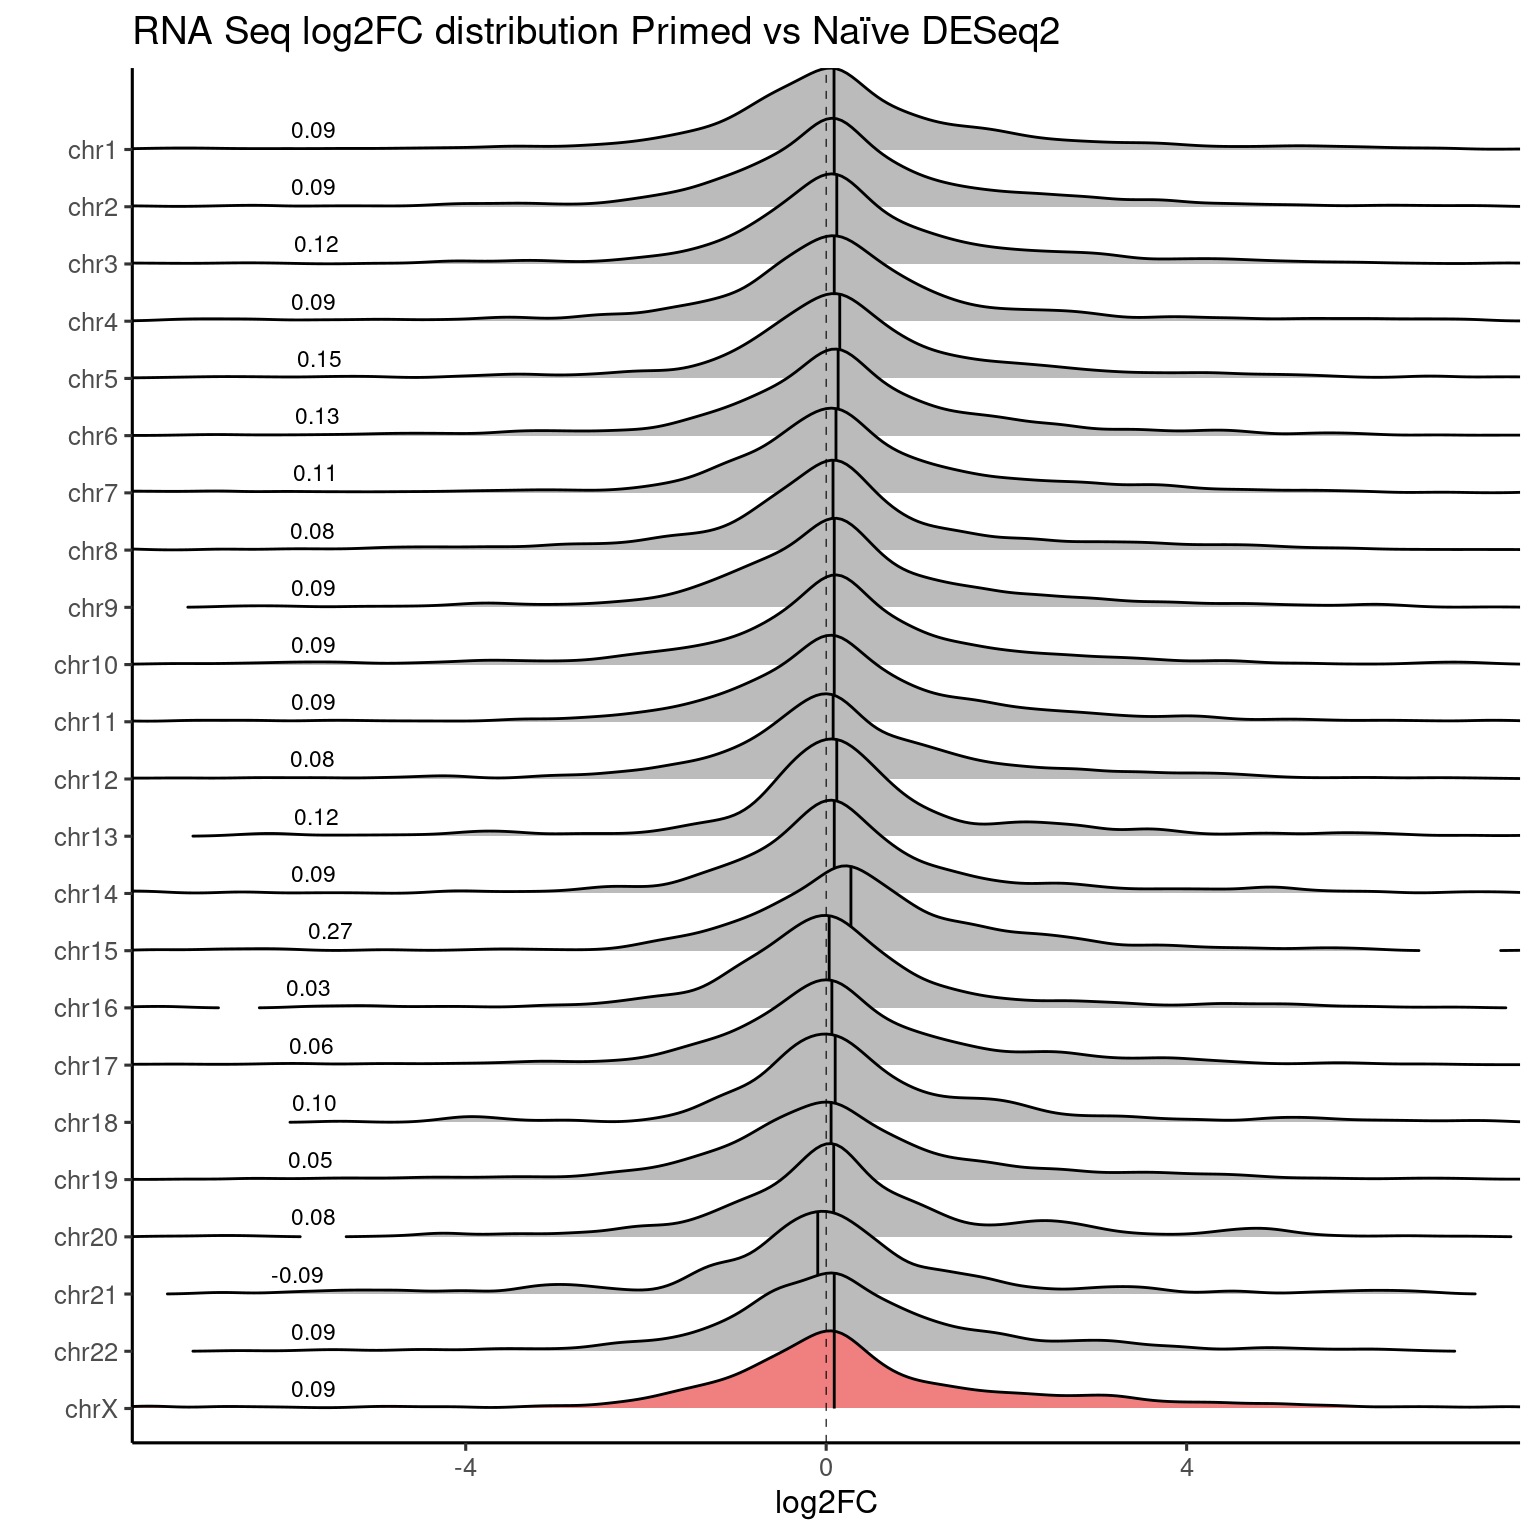 RNA Seq log2FC distribution Primed vs Naïve DESeq2
0.09
chr1
0.09
chr2
0.12
chr3
0.09
chr4
0.15
chr5
0.13
chr6
0.11
chr7
0.08
chr8
0.09
chr9
0.09
chr10
0.09
chr11
0.08
chr12
0.12
chr13
0.09
chr14
0.27
chr15
0.03
chr16
0.06
chr17
0.10
chr18
0.05
chr19
0.08
chr20
-0.09
chr21
0.09
chr22
0.09
chrX
-4 0 4
log2FC